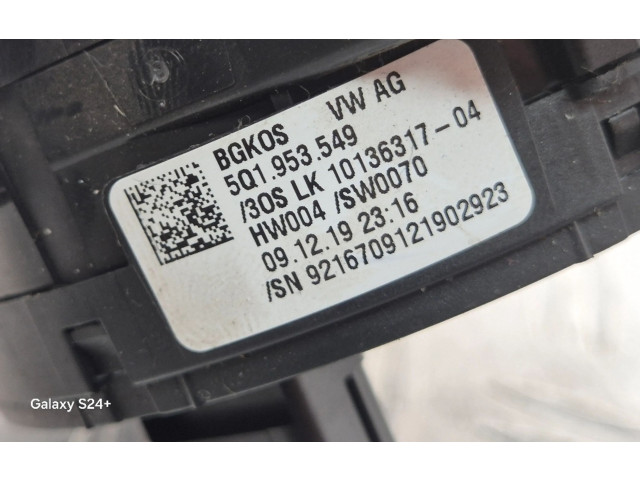 BGKOS VW AG
5Q1.953.549
/3OS LK 10136317-04
HW004 /SW0070
09.12.19 23:16
/SN 9216709121902923
Galaxy S24+